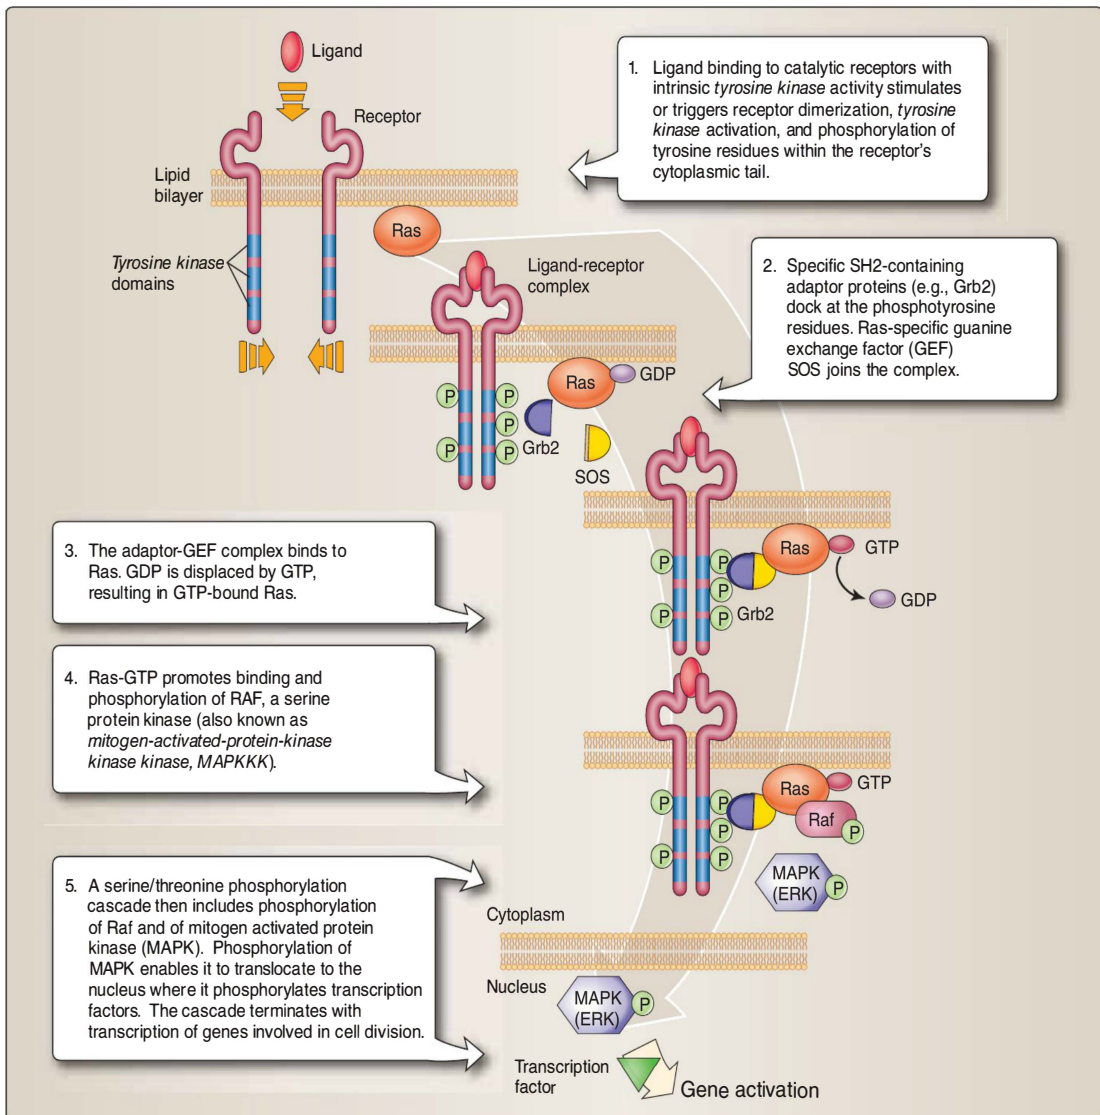 Ligand
Receptor
Lipid
bilayer
Tyrosine kinase
domains
1. Ligand binding to catalytic receptors with
intrinsic tyrosine kinase activity stimulates
or triggers receptor dimerization, tyrosine
kinase activation, and phosphorylation of
tyrosine residues within the receptor's
cytoplasmic tail.
Ras
Ligand-receptor
complex
2. Specific SH2-containing
adaptor proteins (e.g., Grb2)
dock at the phosphotyrosine
residues. Ras-specific guanine
exchange factor (GEF)
SOS joins the complex.
Ras
GDP
P
P
P
P
P
Grb2
SOS
3. The adaptor-GEF complex binds to
Ras. GDP is displaced by GTP,
resulting in GTP-bound Ras.
Ras
GTP
GDP
P
P
P
P
P
Grb2
4. Ras-GTP promotes binding and
phosphorylation of RAF, a serine
protein kinase (also known as
mitogen-activated-protein-kinase
kinase kinase, MAPKKK).
Ras
GTP
Raf
P
P
P
P
P
P
MAPK
(ERK)
P
5. A serine/threonine phosphorylation
cascade then includes phosphorylation
of Raf and of mitogen activated protein
kinase (MAPK). Phosphorylation of
MAPK enables it to translocate to the
nucleus where it phosphorylates transcription
factors. The cascade terminates with
transcription of genes involved in cell division.
Cytoplasm
Nucleus
MAPK
(ERK)
P
Transcription
factor
Gene activation